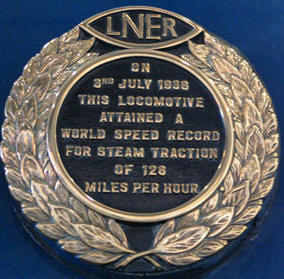 LNER
ON
3RD JULY 1938
THIS LOCOMOTIVE
ATTAINED A
WORLD SPEED RECORD
FOR STEAM TRACTION
OF 126
MILES PER HOUR